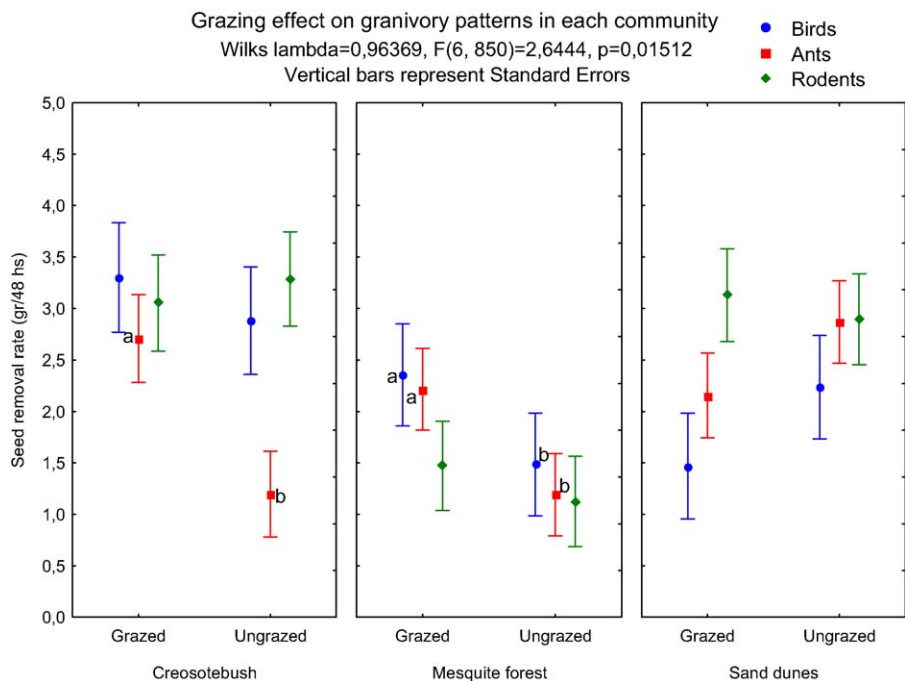 Grazing effect on granivory patterns in each community
Wilks lambda=0,96369, F(6, 850)=2,6444, p=0,01512
Vertical bars represent Standard Errors
Birds
Ants
Rodents
Seed removal rate (gr/48 hs)
5,0
4,5
4,0
3,5
3,0
2,5
2,0
1,5
1,0
0,5
0,0
a
b
a
a
b
b
Grazed Ungrazed
Grazed Ungrazed
Grazed Ungrazed
Creosotebush
Mesquite forest
Sand dunes